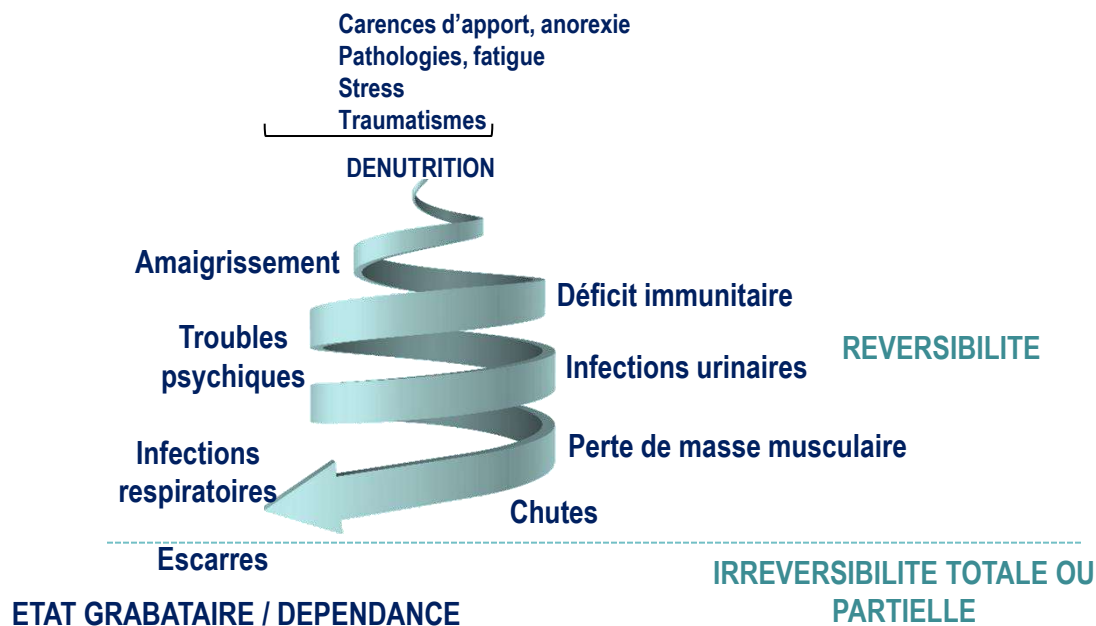 Carences d'apport, anorexie
Pathologies, fatigue
Stress
Traumatismes
DENUTRITION
Amaigrissement
Déficit immunitaire
Troubles
psychiques
REVERSIBILITE
Infections urinaires
Perte de masse musculaire
Infections
respiratoires
Chutes
Escarres
IRREVERSIBILITE TOTALE OU
PARTIELLE
ETAT GRABATAIRE / DEPENDANCE